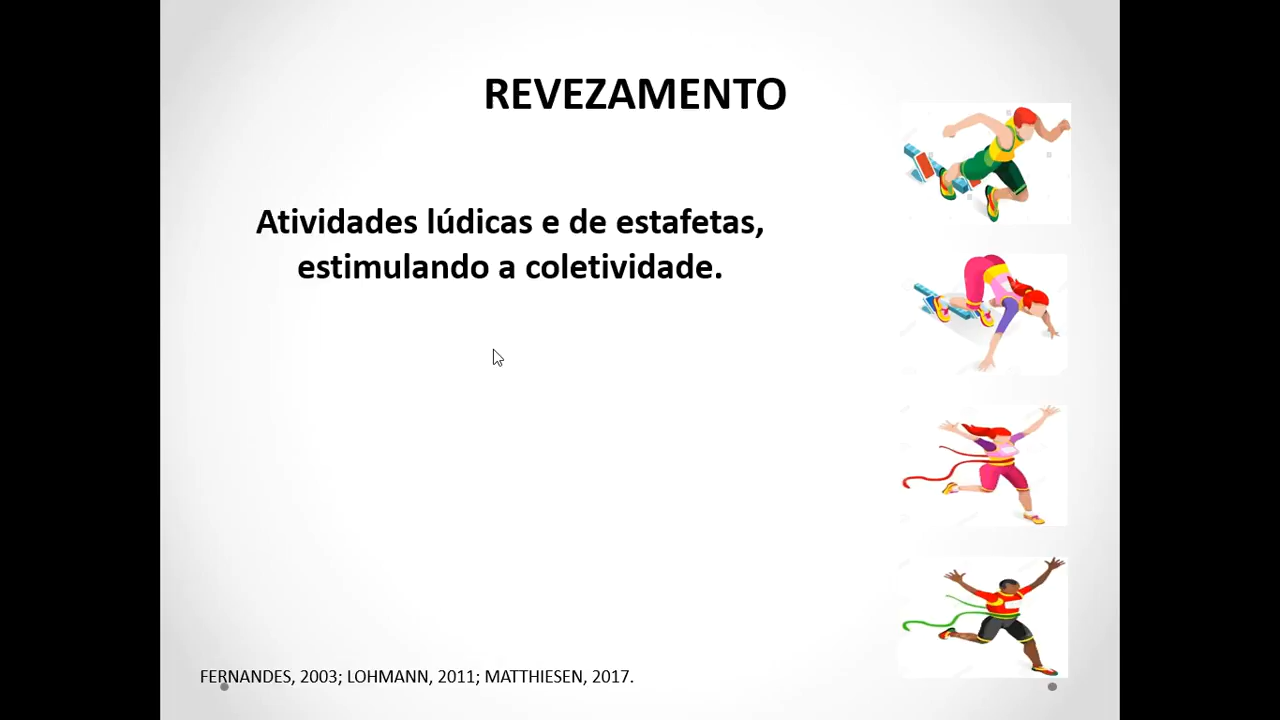 REVEZAMENTO
Atividades lúdicas e de estafetas,
estimulando a coletividade.
FERNANDES, 2003; LOHMANN, 2011; MATTHIESEN, 2017.